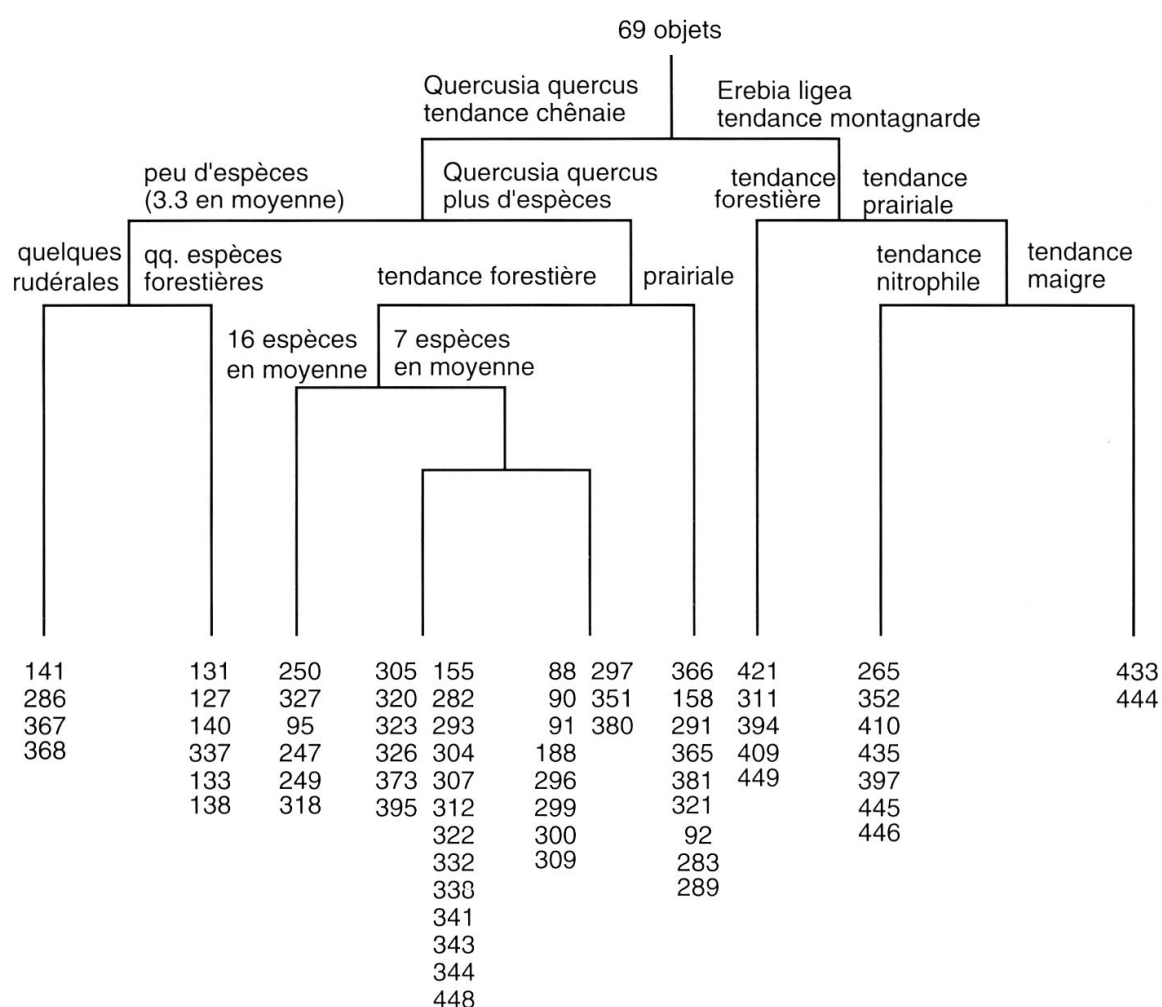 69 objets
Quercusia quercus
tendance chênaie
Erebia ligea
tendance montagnarde
peu d'espèces
(3.3 en moyenne)
Quercusia quercus
plus d'espèces
tendance
forestière
tendance
prairiale
quelques
rudérales
qq. espèces
forestières
tendance forestière
prairiale
tendance
nitrophile
tendance
maigre
16 espèces
en moyenne
7 espèces
en moyenne
141
286
367
368
131
127
140
337
133
138
250
327
95
247
249
318
305
320
323
326
373
395
155
282
293
304
307
312
322
332
338
341
343
344
448
88
90
91
188
296
299
300
309
297
351
380
366
158
291
365
381
321
92
283
289
421
311
394
409
449
265
352
410
435
397
445
446
433
444